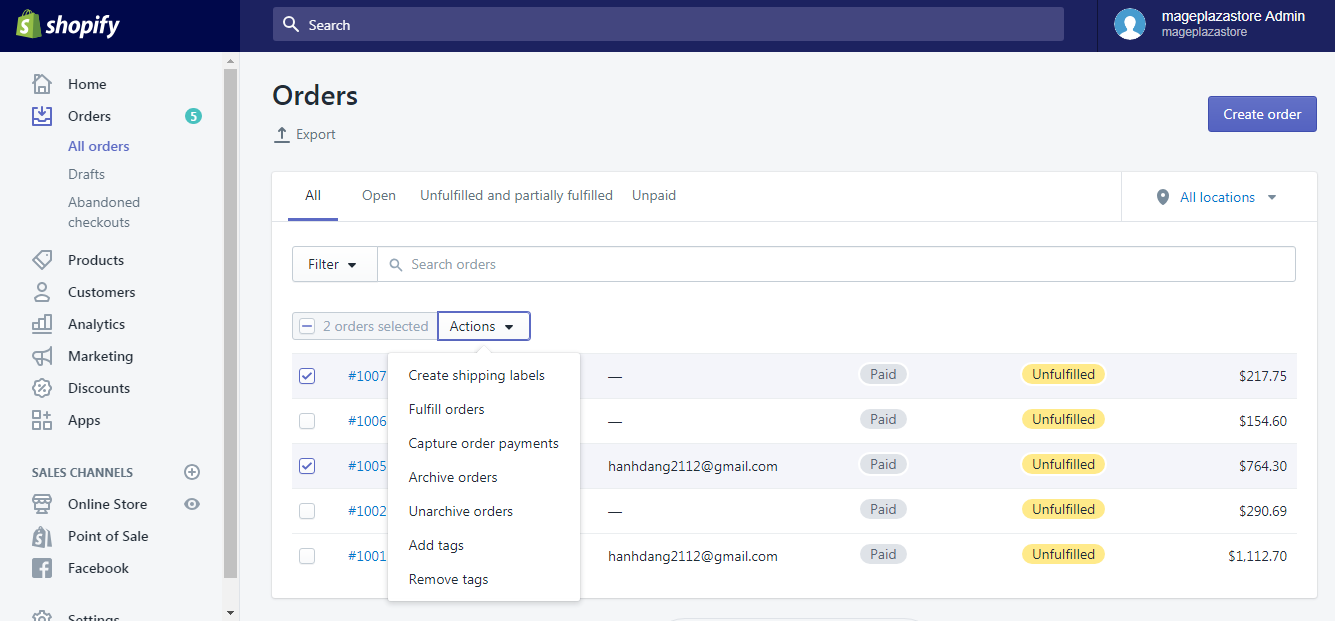 shopify
Search
mageplazastore Admin
mageplazastore
Home
Orders
5
All orders
Drafts
Abandoned
checkouts
Products
Customers
Analytics
Marketing
Discounts
Apps
SALES CHANNELS
Online Store
Point of Sale
Facebook
Settings
Orders
Export
Create order
All
Open
Unfulfilled and partially fulfilled
Unpaid
All locations
Filter
Search orders
2 orders selected
Actions
Create shipping labels
Fulfill orders
Capture order payments
Archive orders
Unarchive orders
Add tags
Remove tags
#1007 — Paid Unfulfilled $217.75
#1006 — Paid Unfulfilled $154.60
#1005 hanhdang2112@gmail.com Paid Unfulfilled $764.30
#1002 — Paid Unfulfilled $290.69
#1001 hanhdang2112@gmail.com Paid Unfulfilled $1,112.70